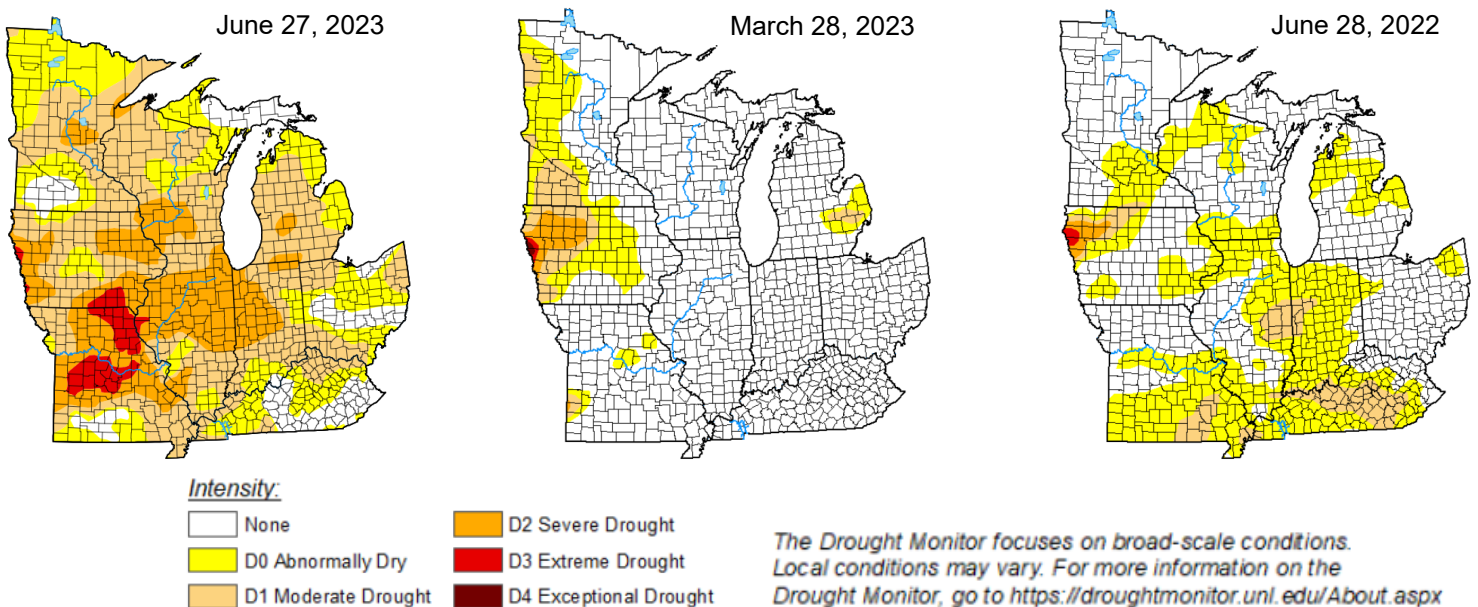 June 27, 2023
March 28, 2023
June 28, 2022
Intensity:
None
D0 Abnormally Dry
D1 Moderate Drought
D2 Severe Drought
D3 Extreme Drought
D4 Exceptional Drought
The Drought Monitor focuses on broad-scale conditions.
Local conditions may vary. For more information on the
Drought Monitor, go to https://droughtmonitor.unl.edu/About.aspx